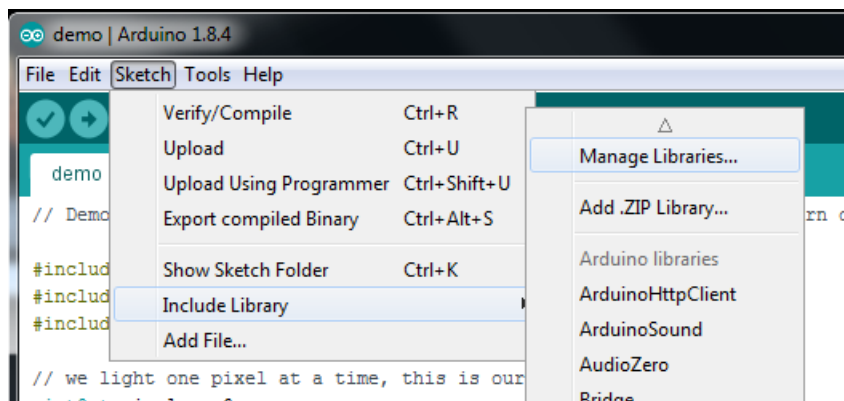 demo | Arduino 1.8.4
File Edit Sketch Tools Help
Verify/Compile Ctrl+R
Upload Ctrl+U
Upload Using Programmer Ctrl+Shift+U
Export compiled Binary Ctrl+Alt+S
Show Sketch Folder Ctrl+K
Include Library
Add File...
Manage Libraries...
Add .ZIP Library...
Arduino libraries
ArduinoHttpClient
ArduinoSound
AudioZero
Bridge
demo
// Demo
#includ
#includ
#includ
// we light one pixel at a time, this is our